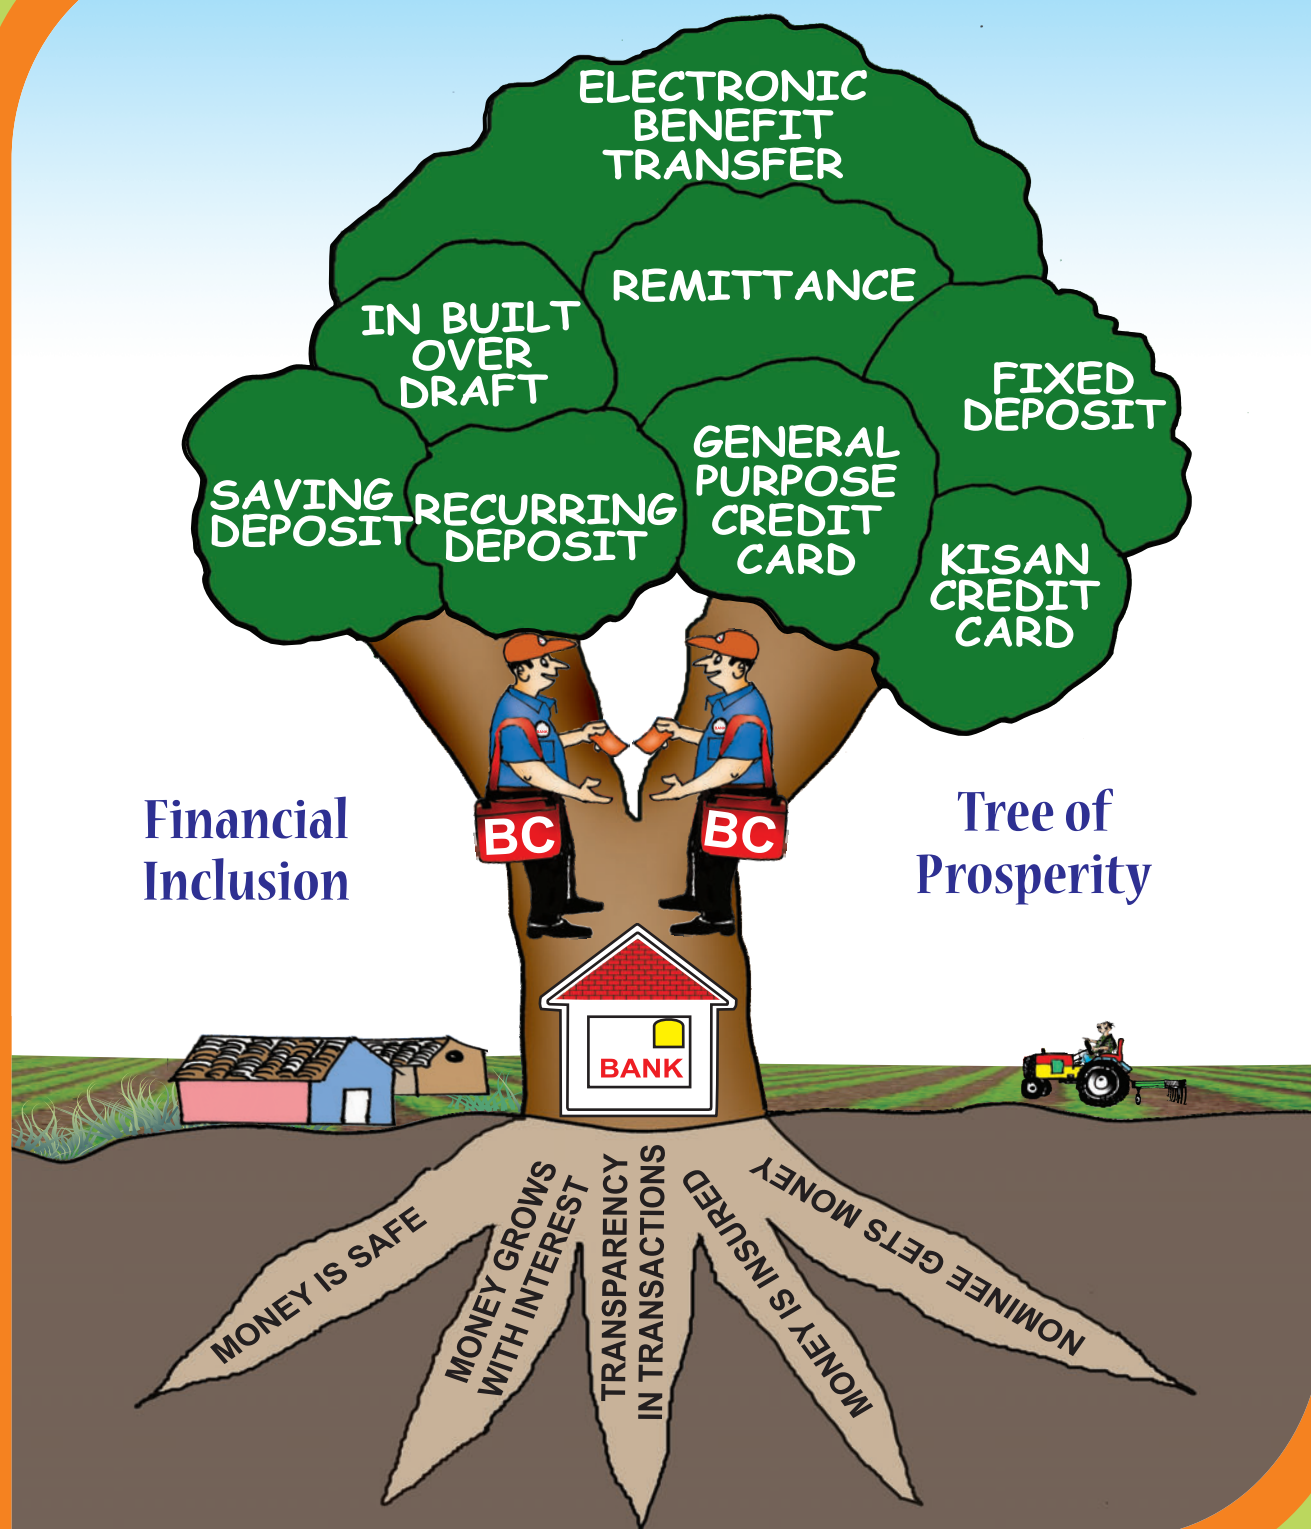 ELECTRONIC
BENEFIT
TRANSFER
REMITTANCE
IN BUILT
OVER
DRAFT
FIXED
DEPOSIT
GENERAL
PURPOSE
CREDIT
CARD
SAVING
DEPOSIT
RECURRING
DEPOSIT
KISAN
CREDIT
CARD
BANK
BANK
BC
BC
Financial
Inclusion
Tree of
Prosperity
BANK
MONEY IS SAFE
MONEY GROWS
WITH INTEREST
TRANSPARENCY
IN TRANSACTIONS
MONEY IS INSURED
NOMINEE GETS MONEY